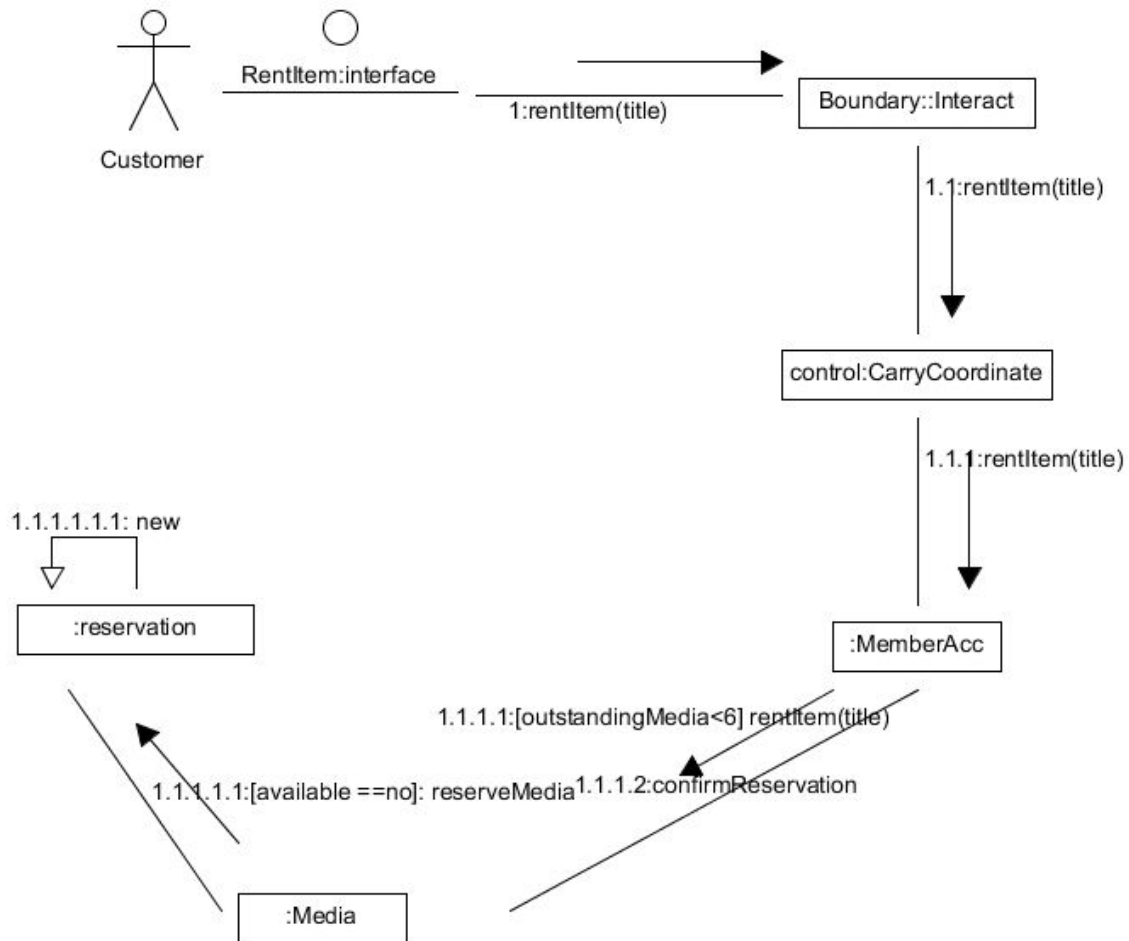 RentItem:interface
1:rentItem(title)
Boundary::Interact
Customer
1.1:rentItem(title)
control:CarryCoordinate
1.1.1:rentItem(title)
1.1.1.1.1.1: new
:reservation
:MemberAcc
1.1.1.1:[outstandingMedia<6] rentItem(title)
1.1.1.1.1:[available ==no]: reserveMedia
1.1.1.2:confirmReservation
:Media